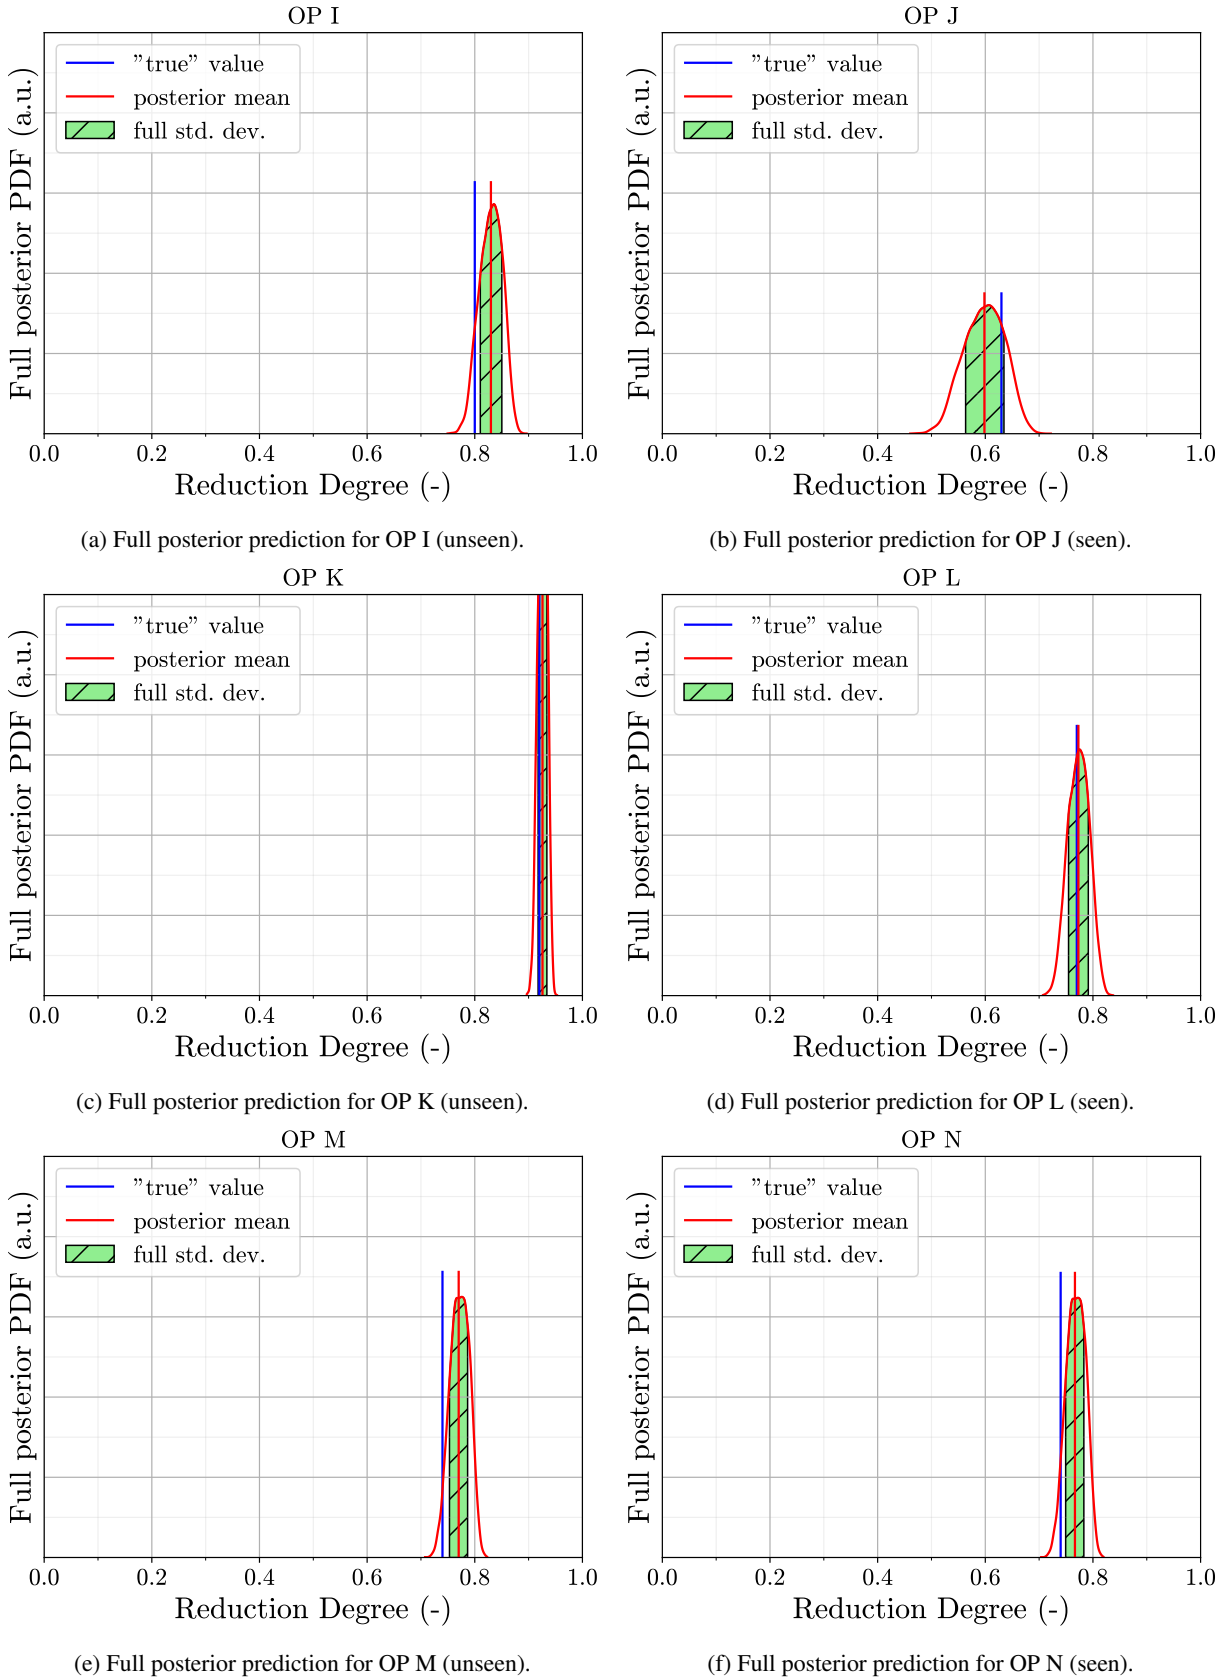 OP I
Full posterior PDF (a.u.)
"true" value
posterior mean
full std. dev.
0.0 0.2 0.4 0.6 0.8 1.0
Reduction Degree (-)
(a) Full posterior prediction for OP I (unseen).
OP J
Full posterior PDF (a.u.)
"true" value
posterior mean
full std. dev.
0.0 0.2 0.4 0.6 0.8 1.0
Reduction Degree (-)
(b) Full posterior prediction for OP J (seen).
OP K
Full posterior PDF (a.u.)
"true" value
posterior mean
full std. dev.
0.0 0.2 0.4 0.6 0.8 1.0
Reduction Degree (-)
(c) Full posterior prediction for OP K (unseen).
OP L
Full posterior PDF (a.u.)
"true" value
posterior mean
full std. dev.
0.0 0.2 0.4 0.6 0.8 1.0
Reduction Degree (-)
(d) Full posterior prediction for OP L (seen).
OP M
Full posterior PDF (a.u.)
"true" value
posterior mean
full std. dev.
0.0 0.2 0.4 0.6 0.8 1.0
Reduction Degree (-)
(e) Full posterior prediction for OP M (unseen).
OP N
Full posterior PDF (a.u.)
"true" value
posterior mean
full std. dev.
0.0 0.2 0.4 0.6 0.8 1.0
Reduction Degree (-)
(f) Full posterior prediction for OP N (seen).